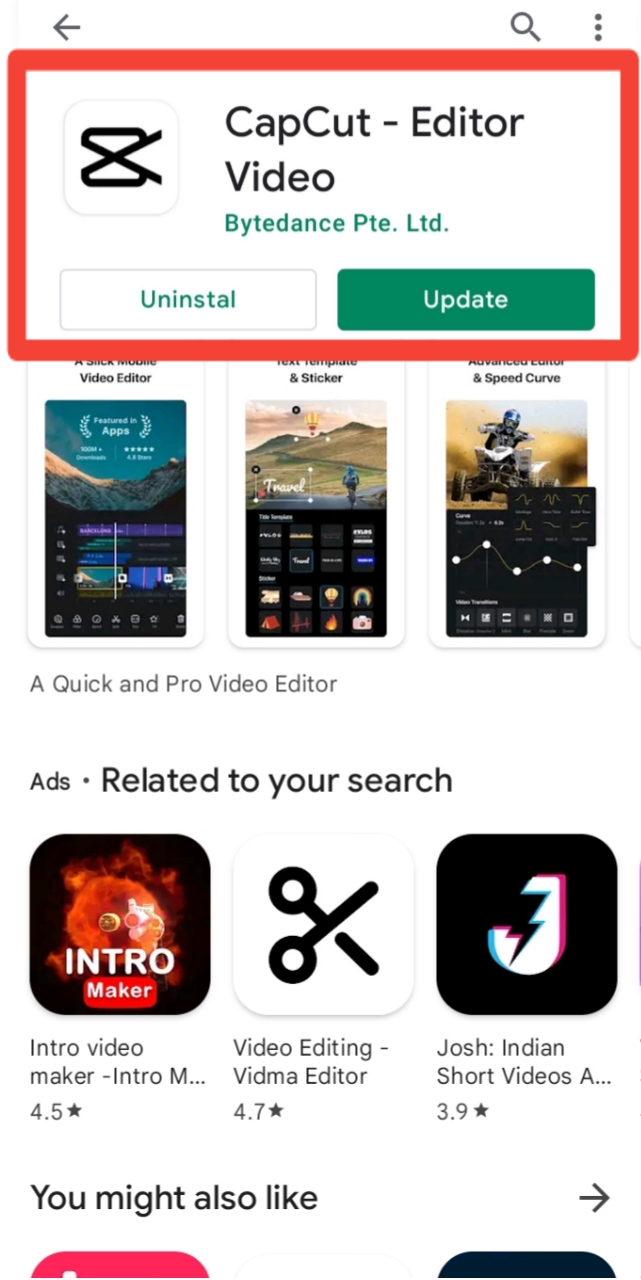 CapCut - Editor
Video
Bytedance Pte. Ltd.
Uninstal
Update
A Slick Mobile
Video Editor
Text Template
& Sticker
Advanced Editor
& Speed Curve
Featured in
Apps
100M +
Downloads
4.8 Stars
BARCELONA
Travel
Title Template
Travel
Sticker
Curve
Video Transitions
A Quick and Pro Video Editor
Ads • Related to your search
INTRO
Maker
Intro video
maker -Intro M...
4.5★
Video Editing -
Vidma Editor
4.7★
Josh: Indian
Short Videos A...
3.9★
You might also like